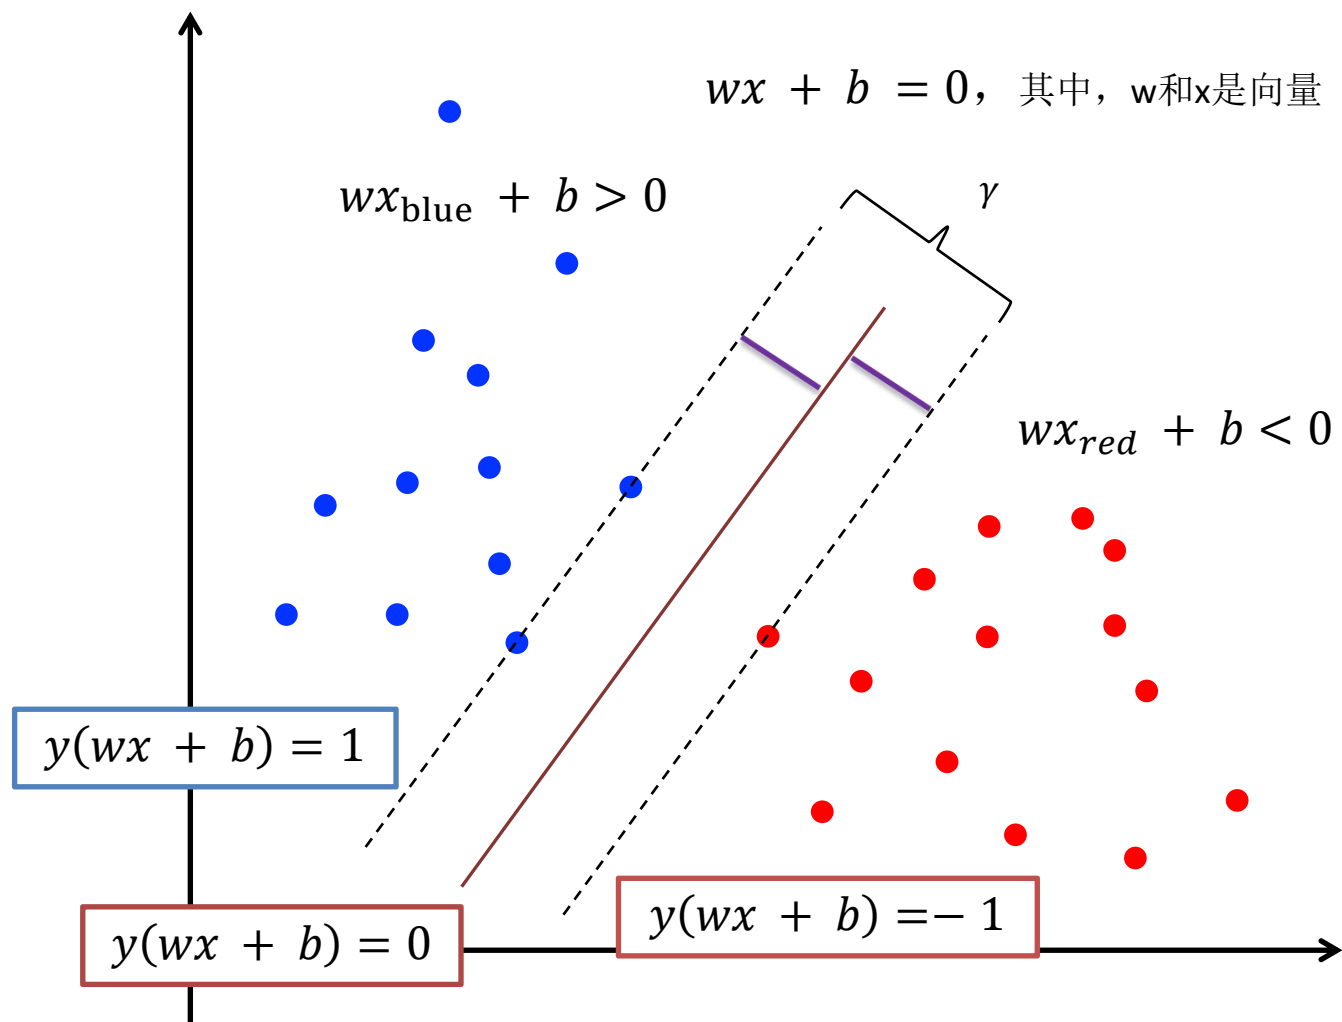 wx + b = 0，其中，w和x是向量
γ
wx_blue + b > 0
wx_red + b < 0
y(wx + b) = 1
y(wx + b) = 0
y(wx + b) =− 1